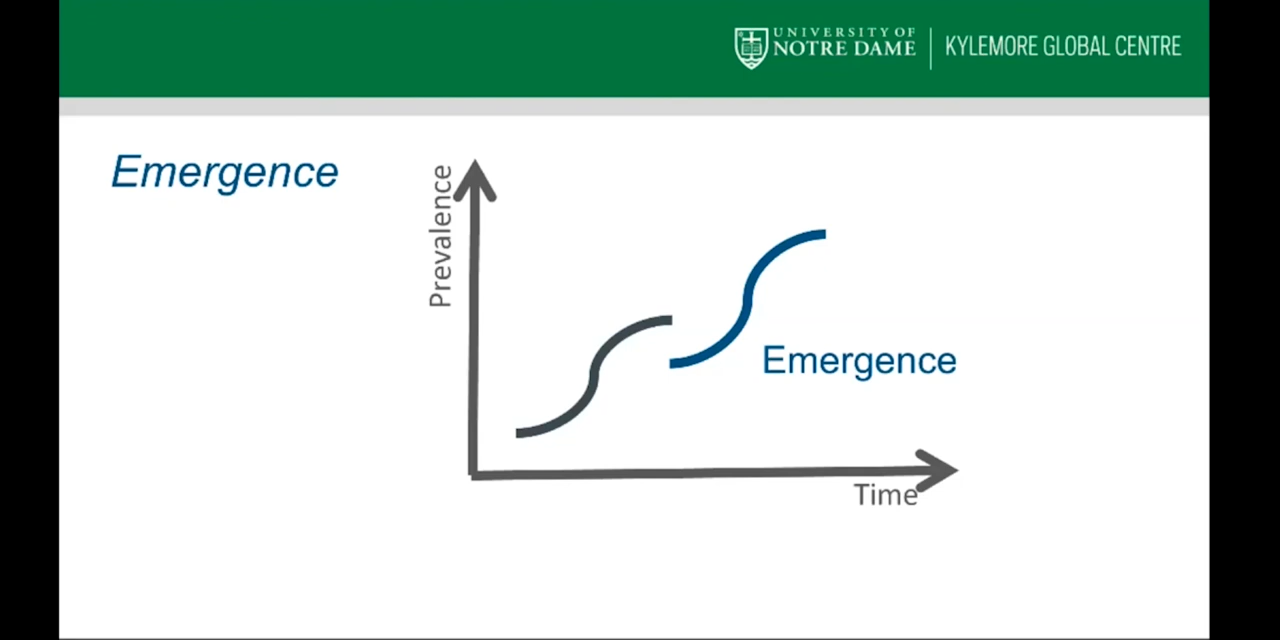 UNIVERSITY OF
NOTRE DAME
KYLEMORE GLOBAL CENTRE
Emergence
Prevalence
Emergence
Time